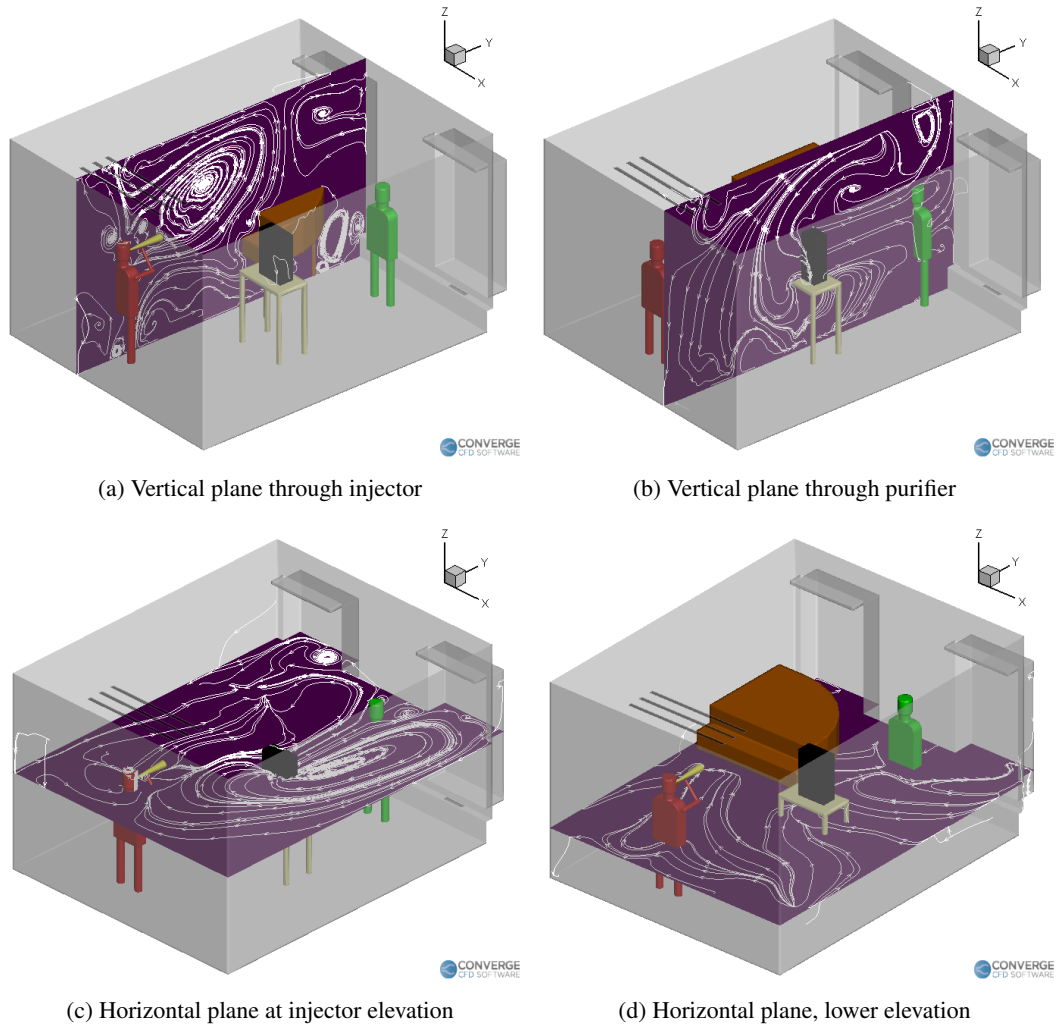 Z
Y
X
Z
Y
X
CONVERGE
CFD SOFTWARE
CONVERGE
CFD SOFTWARE
(a) Vertical plane through injector
(b) Vertical plane through purifier
Z
Y
X
Z
Y
X
CONVERGE
CFD SOFTWARE
CONVERGE
CFD SOFTWARE
(c) Horizontal plane at injector elevation
(d) Horizontal plane, lower elevation